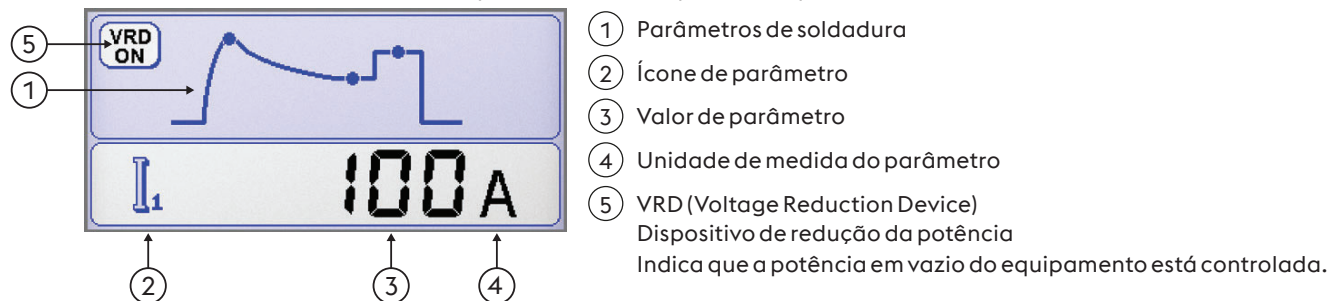 VRD
ON
I1
100 A
5
1
2
3
4
1 Parâmetros de soldadura
2 Ícone de parâmetro
3 Valor de parâmetro
4 Unidade de medida do parâmetro
5 VRD (Voltage Reduction Device)
Dispositivo de redução da potência
Indica que a potência em vazio do equipamento está controlada.